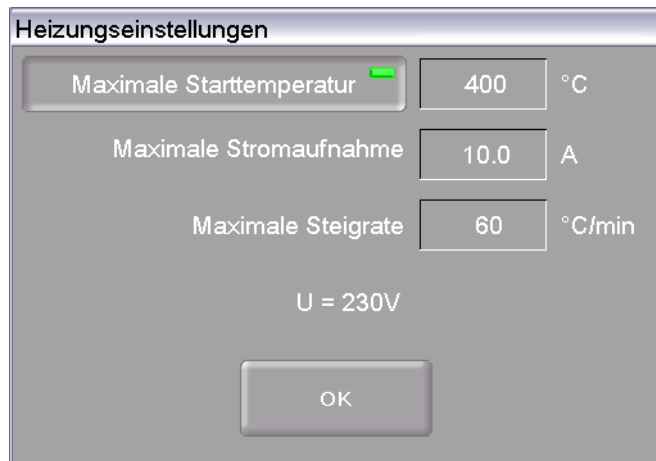 Heizungseinstellungen
Maximale Starttemperatur 400 °C
Maximale Stromaufnahme 10.0 A
Maximale Steigrate 60 °C/min
U = 230V
OK